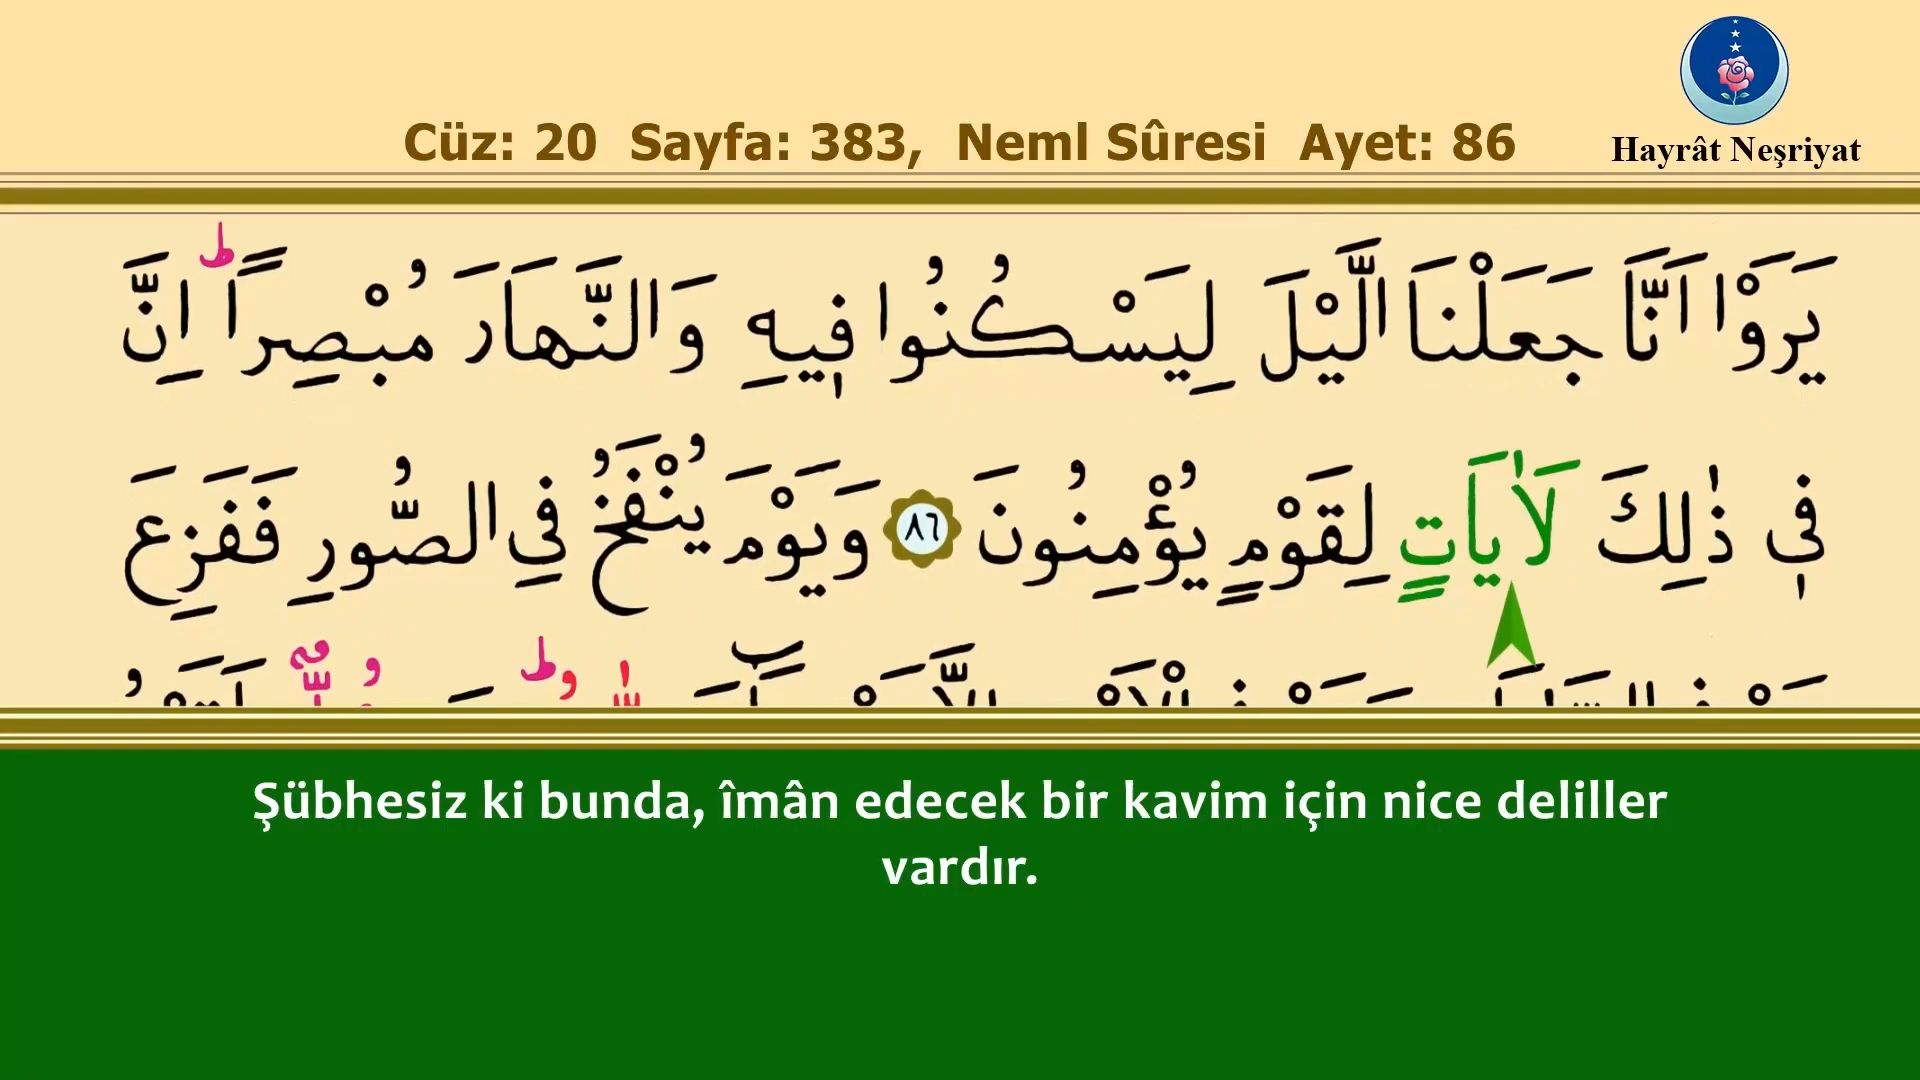 Cüz: 20 Sayfa: 383, Neml Sûresi Ayet: 86
Hayrât Neşriyat
يَرَوْا اَنَّا جَعَلْنَا الَّيْلَ لِيَسْكُنُوا ف۪يهِ وَالنَّهَارَ مُبْصِراًۜ اِنَّ
ف۪ي ذٰلِكَ لَاٰيَاتٍ لِقَوْمٍ يُؤْمِنُونَ ٨٦ وَيَوْمَ يُنْفَخُ فِي الصُّورِ فَفَزِعَ
Şübhesiz ki bunda, îmân edecek bir kavim için nice deliller
vardır.